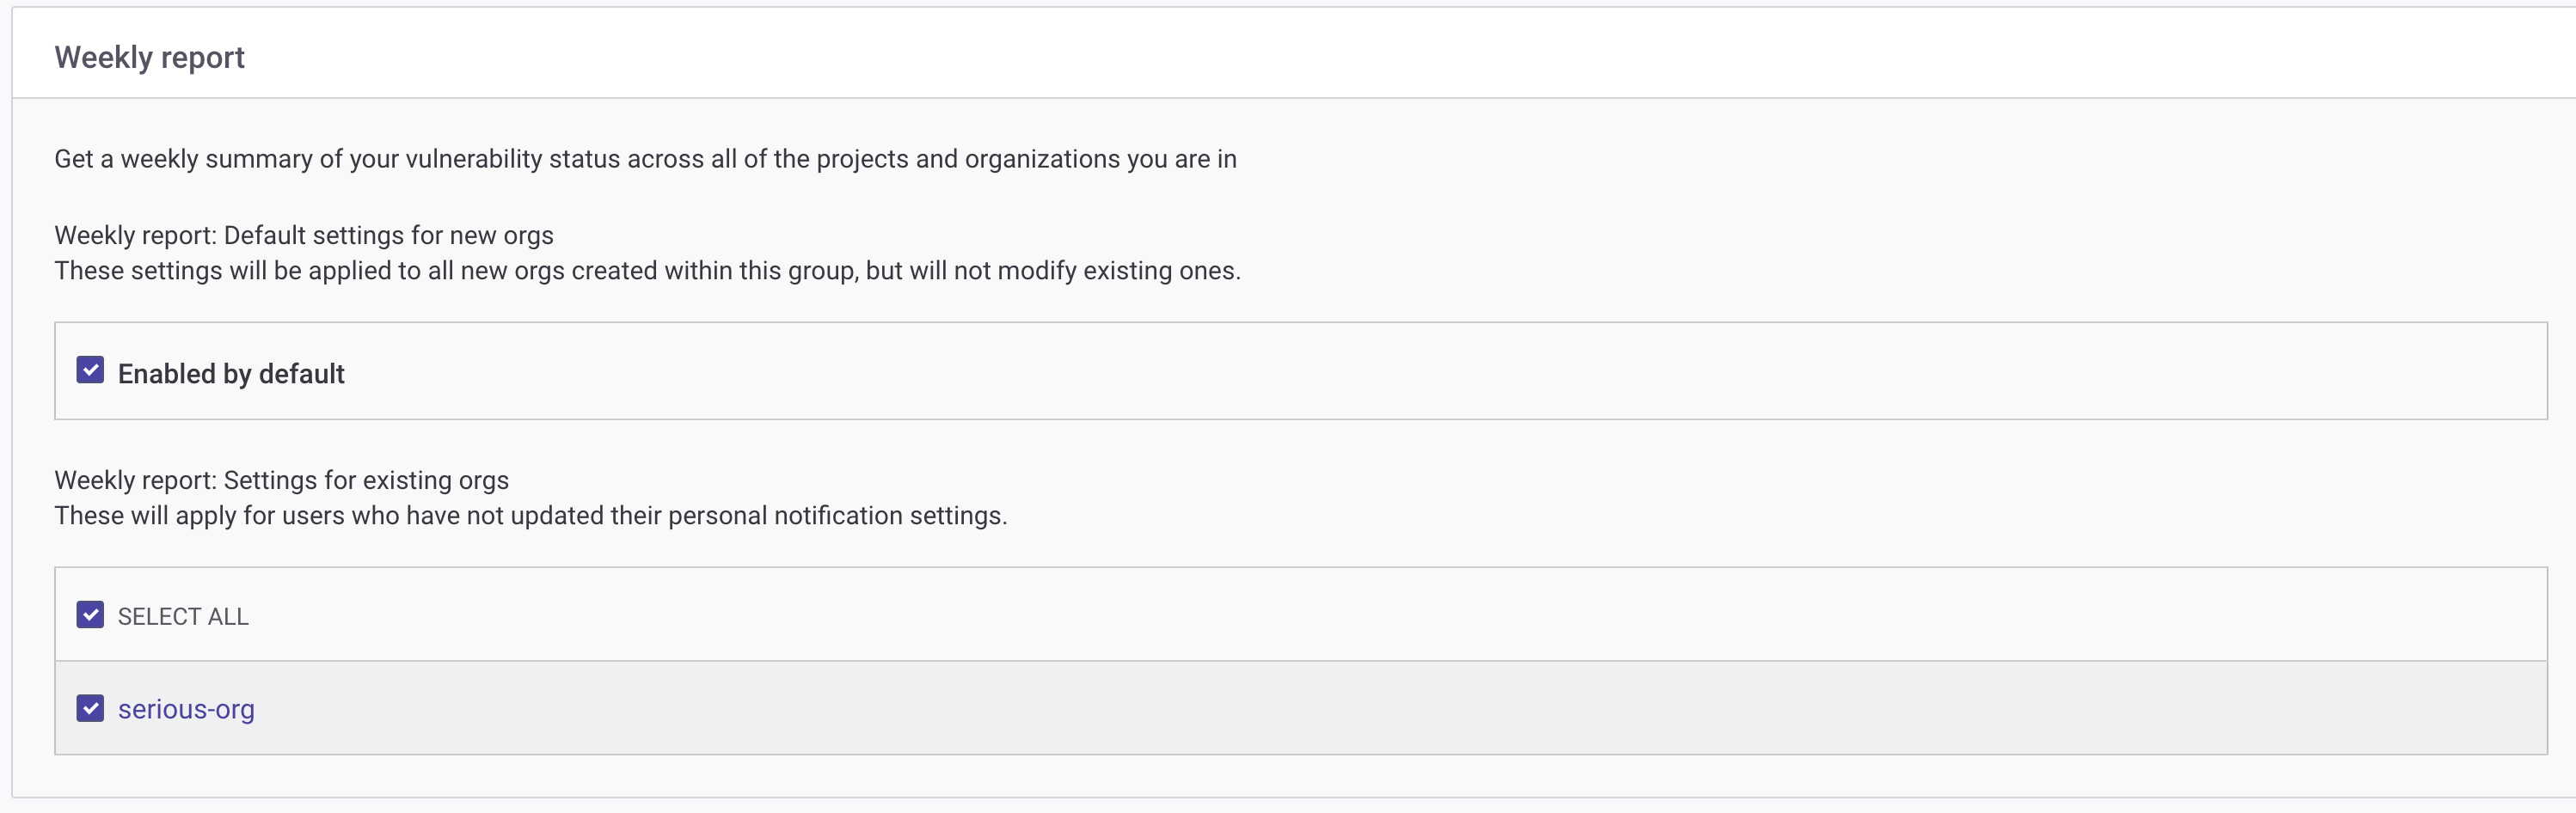 Weekly report
Get a weekly summary of your vulnerability status across all of the projects and organizations you are in
Weekly report: Default settings for new orgs
These settings will be applied to all new orgs created within this group, but will not modify existing ones.
Enabled by default
Weekly report: Settings for existing orgs
These will apply for users who have not updated their personal notification settings.
SELECT ALL
serious-org